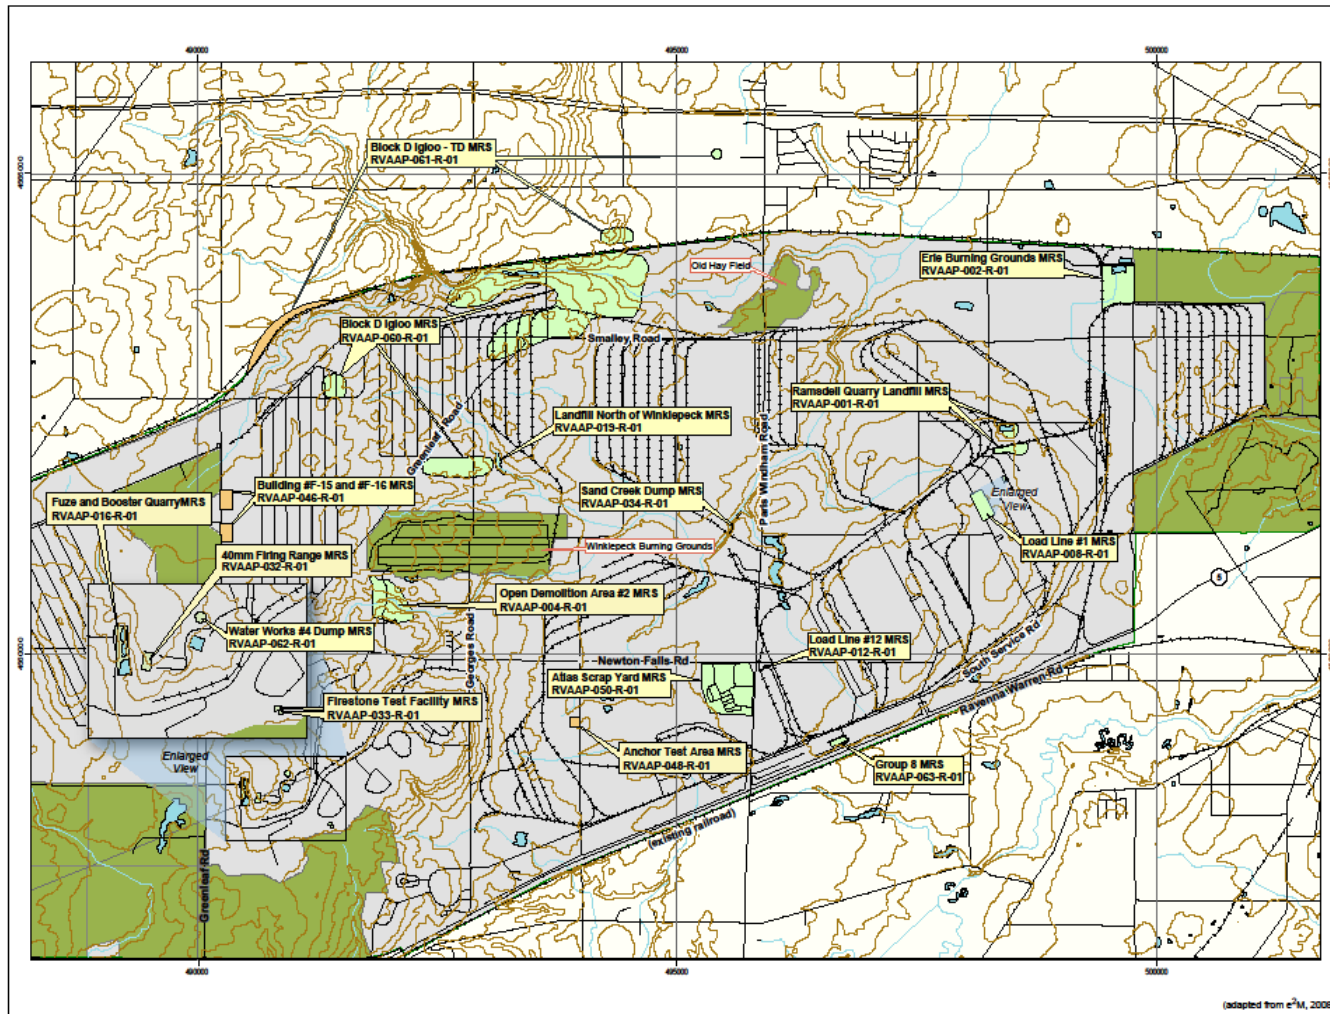 490000
495000
500000
Block D Igloo - TD MRS
RVAAP-061-R-01
Old Hay Field
Erie Burning Grounds MRS
RVAAP-002-R-01
Block D Igloo MRS
RVAAP-060-R-01
Smalley Road
Ramsdell Quarry Landfill MRS
RVAAP-001-R-01
Greenleaf Road
Landfill North of Winklepeck MRS
RVAAP-019-R-01
Paris Windham Road
Building #F-15 and #F-16 MRS
RVAAP-046-R-01
Sand Creek Dump MRS
RVAAP-034-R-01
Enlarged
View
Fuze and Booster QuarryMRS
RVAAP-016-R-01
Load Line #1 MRS
RVAAP-008-R-01
Winklepeck Burning Grounds
40mm Firing Range MRS
RVAAP-032-R-01
5
Open Demolition Area #2 MRS
RVAAP-004-R-01
Water Works #4 Dump MRS
RVAAP-062-R-01
Georges Road
Load Line #12 MRS
RVAAP-012-R-01
South Service Rd
Newton Falls Rd
Atlas Scrap Yard MRS
RVAAP-050-R-01
Ravenna Warren Rd
Firestone Test Facility MRS
RVAAP-033-R-01
Enlarged
View
Anchor Test Area MRS
RVAAP-048-R-01
Group 8 MRS
RVAAP-063-R-01
(existing railroad)
Greenleaf Rd
490000
495000
500000
(adapted from e2M, 2008